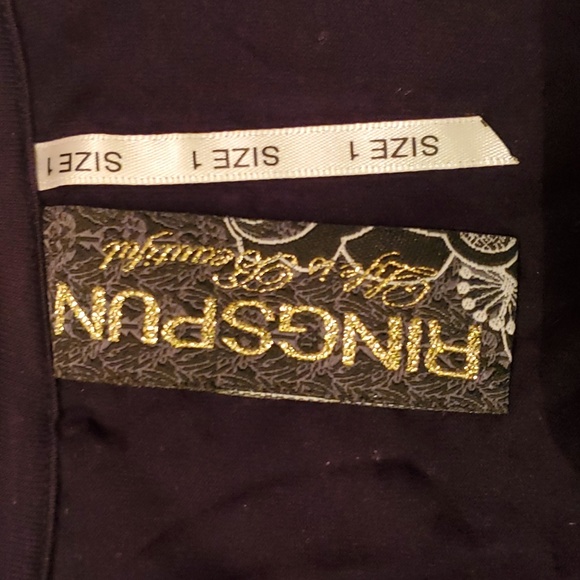 RINGSPUN
Life is Beautiful
SIZE 1 SIZE 1 SIZE 1